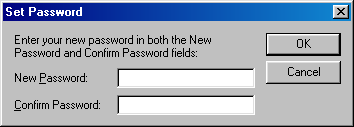 Set Password
Enter your new password in both the New
Password and Confirm Password fields:
OK
Cancel
New Password:
Confirm Password: